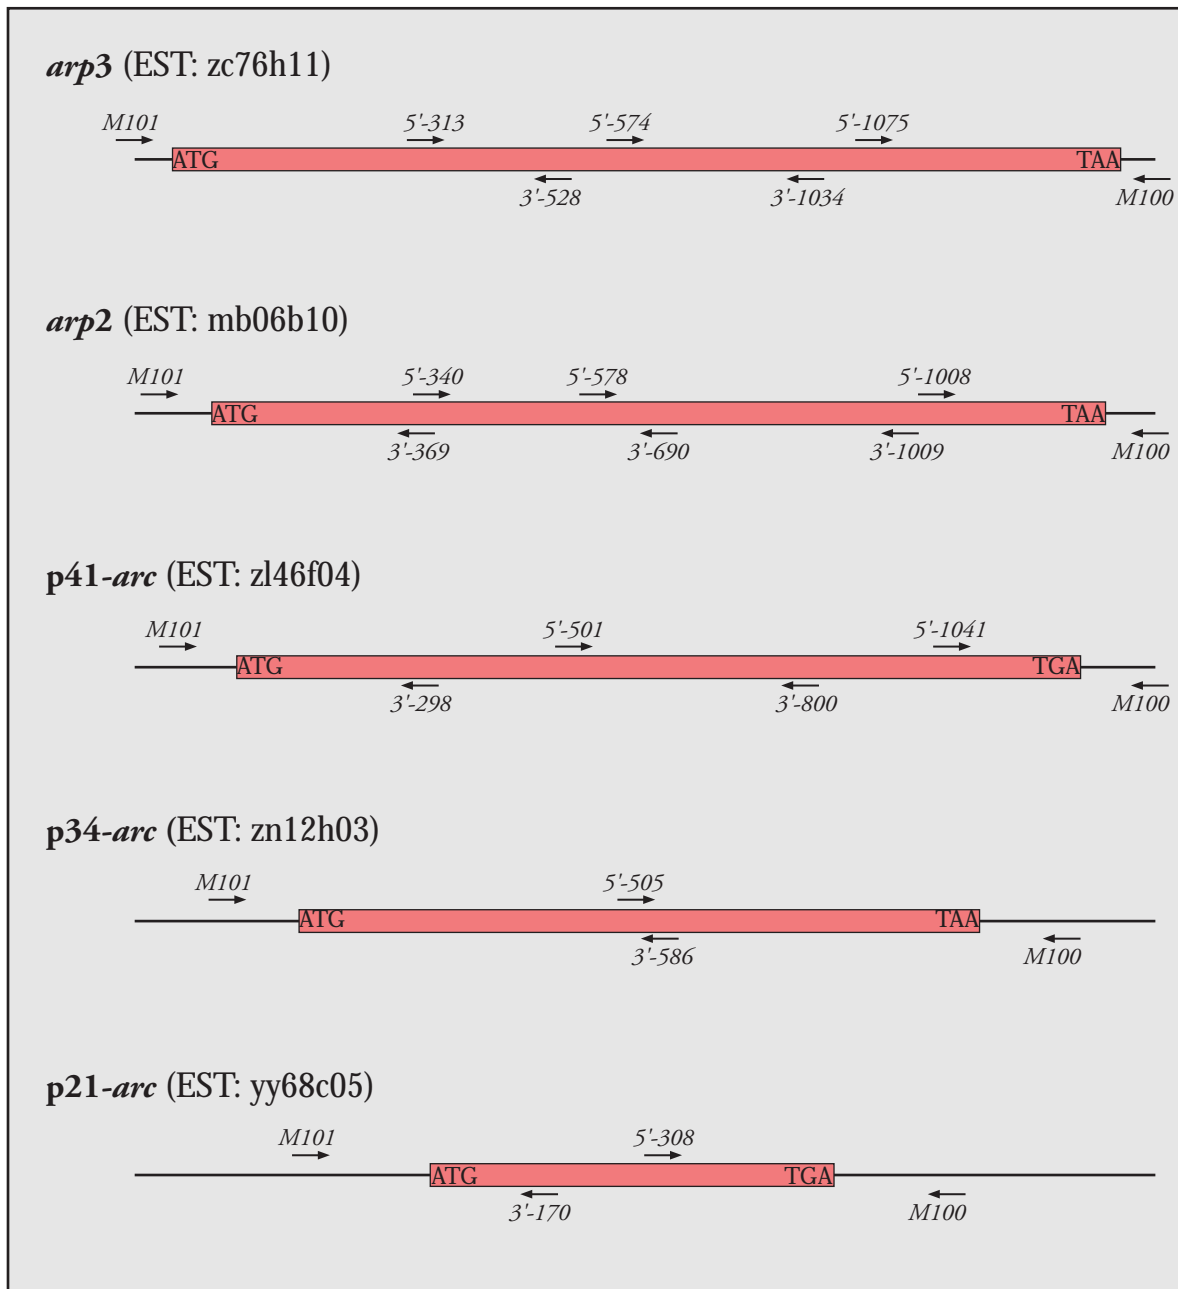 arp3 (EST: zc76h11)
M101 5'-313 5'-574 5'-1075
ATG TAA
3'-528 3'-1034 M100
arp2 (EST: mb06b10)
M101 5'-340 5'-578 5'-1008
ATG TAA
3'-369 3'-690 3'-1009 M100
p41-arc (EST: zl46f04)
M101 5'-501 5'-1041
ATG TGA
3'-298 3'-800 M100
p34-arc (EST: zn12h03)
M101 5'-505
ATG TAA
3'-586 M100
p21-arc (EST: yy68c05)
M101 5'-308
ATG TGA
3'-170 M100